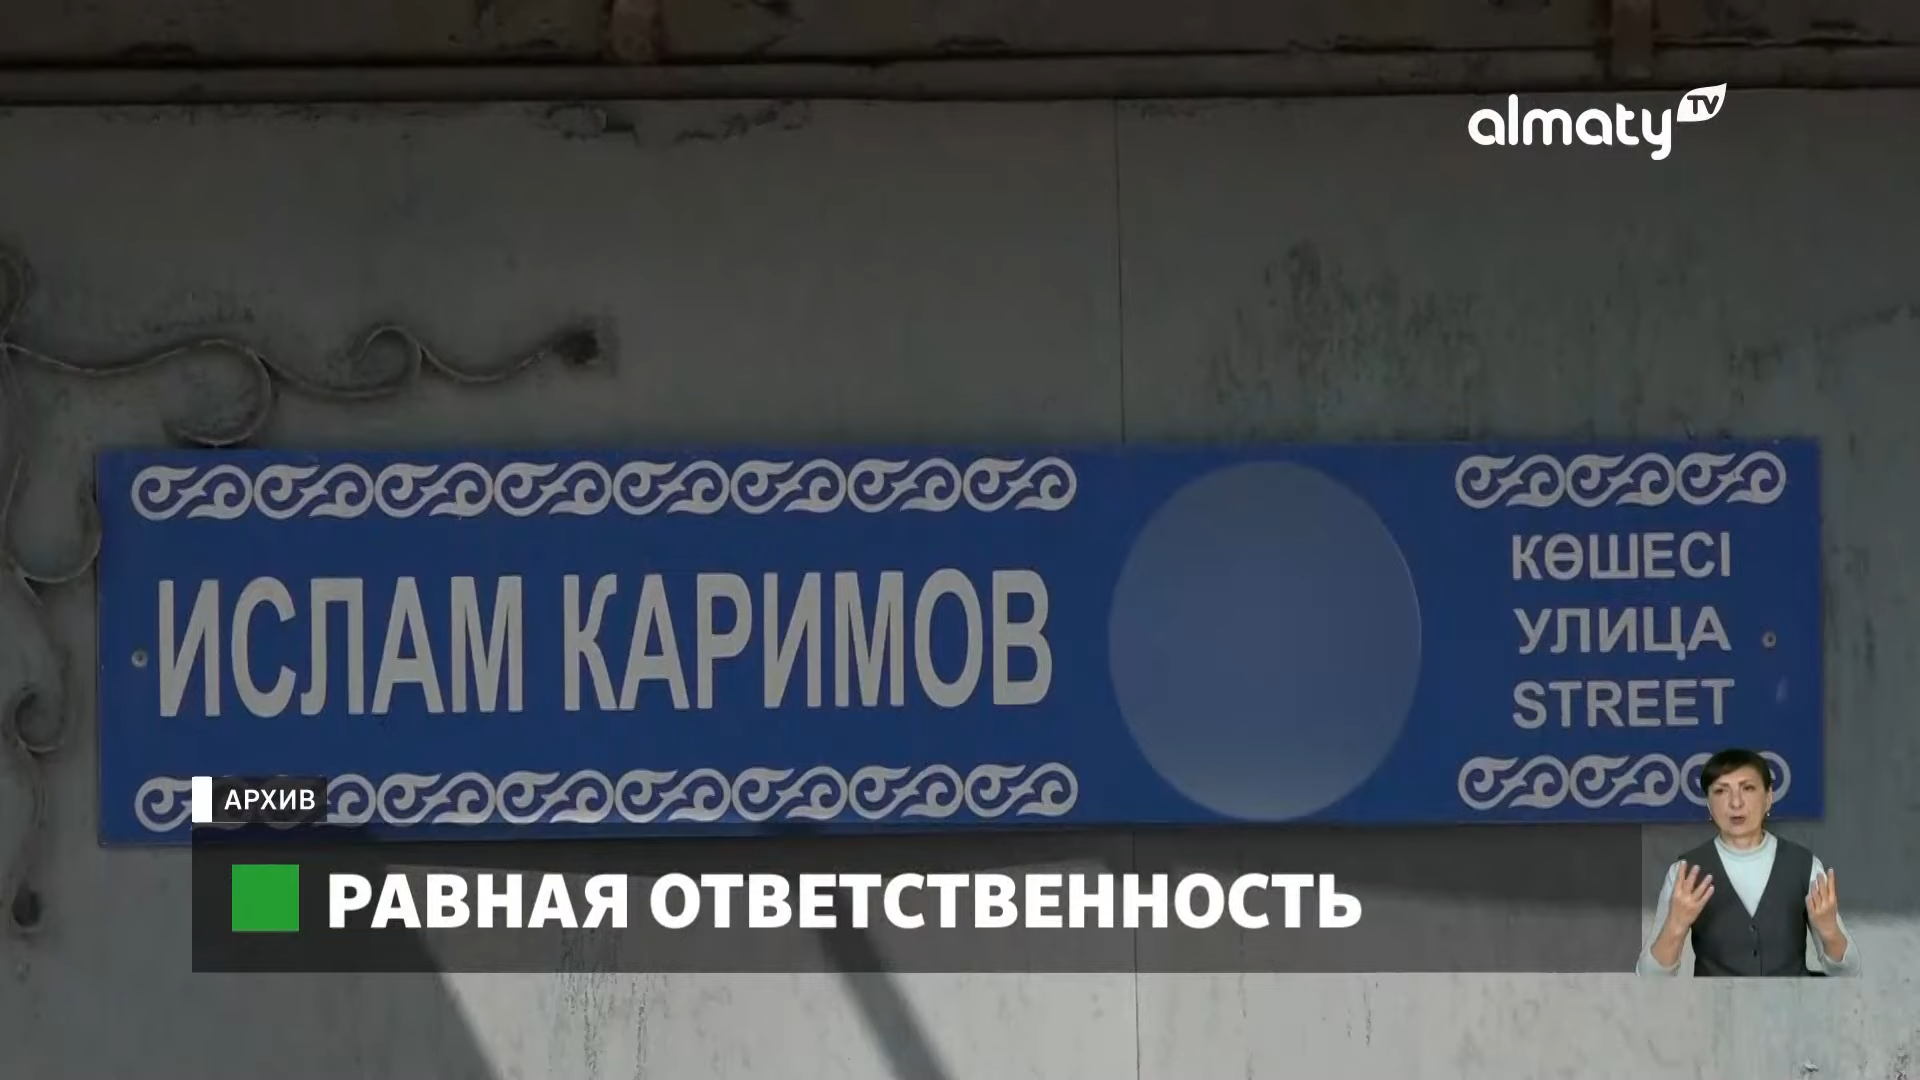 almaty TV
ИСЛАМ КАРИМОВ
КӨШЕСІ
УЛИЦА
STREET
АРХИВ
РАВНАЯ ОТВЕТСТВЕННОСТЬ